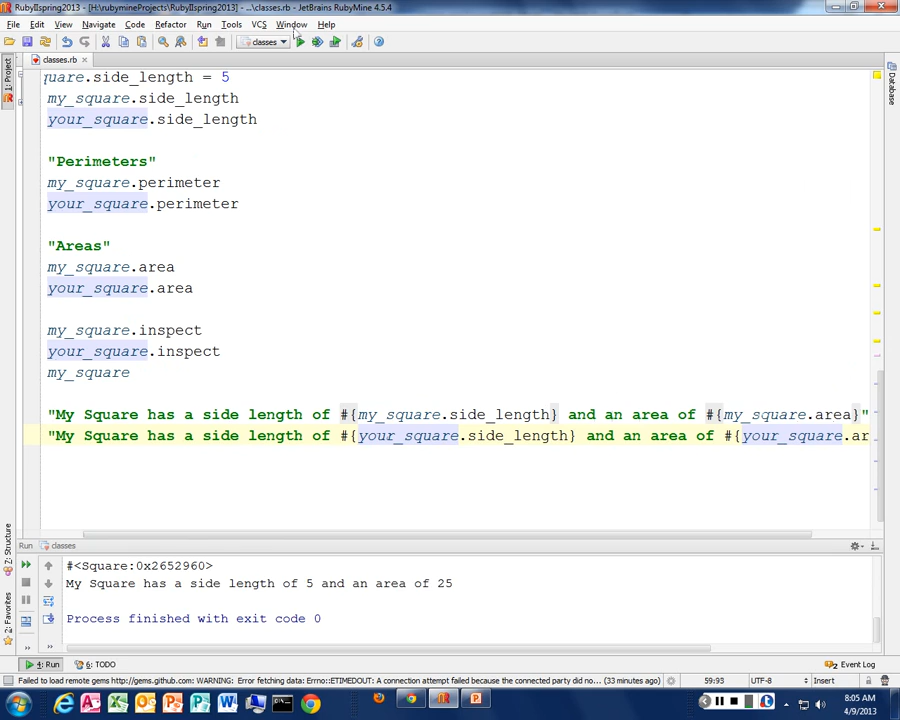 RubyIIspring2013 - [H:\rubymineProjects\RubyIIspring2013] - ...\classes.rb - JetBrains RubyMine 4.5.4
File Edit View Navigate Code Refactor Run Tools VCS Window Help
classes
classes.rb
1: Project
Database
quare.side_length = 5
my_square.side_length
your_square.side_length
"Perimeters"
my_square.perimeter
your_square.perimeter
"Areas"
my_square.area
your_square.area
my_square.inspect
your_square.inspect
my_square
"My Square has a side length of #{my_square.side_length} and an area of #{my_square.area}"
"My Square has a side length of #{your_square.side_length} and an area of #{your_square.ar
Z: Structure
2: Favorites
Run classes
#<Square:0x2652960>
My Square has a side length of 5 and an area of 25
Process finished with exit code 0
4: Run 6: TODO Event Log
Failed to load remote gems http://gems.github.com: WARNING: Error fetching data: Errno::ETIMEDOUT: A connection attempt failed because the connected party did no... (33 minutes ago) 59:93 UTF-8 Insert
8:05 AM
4/9/2013